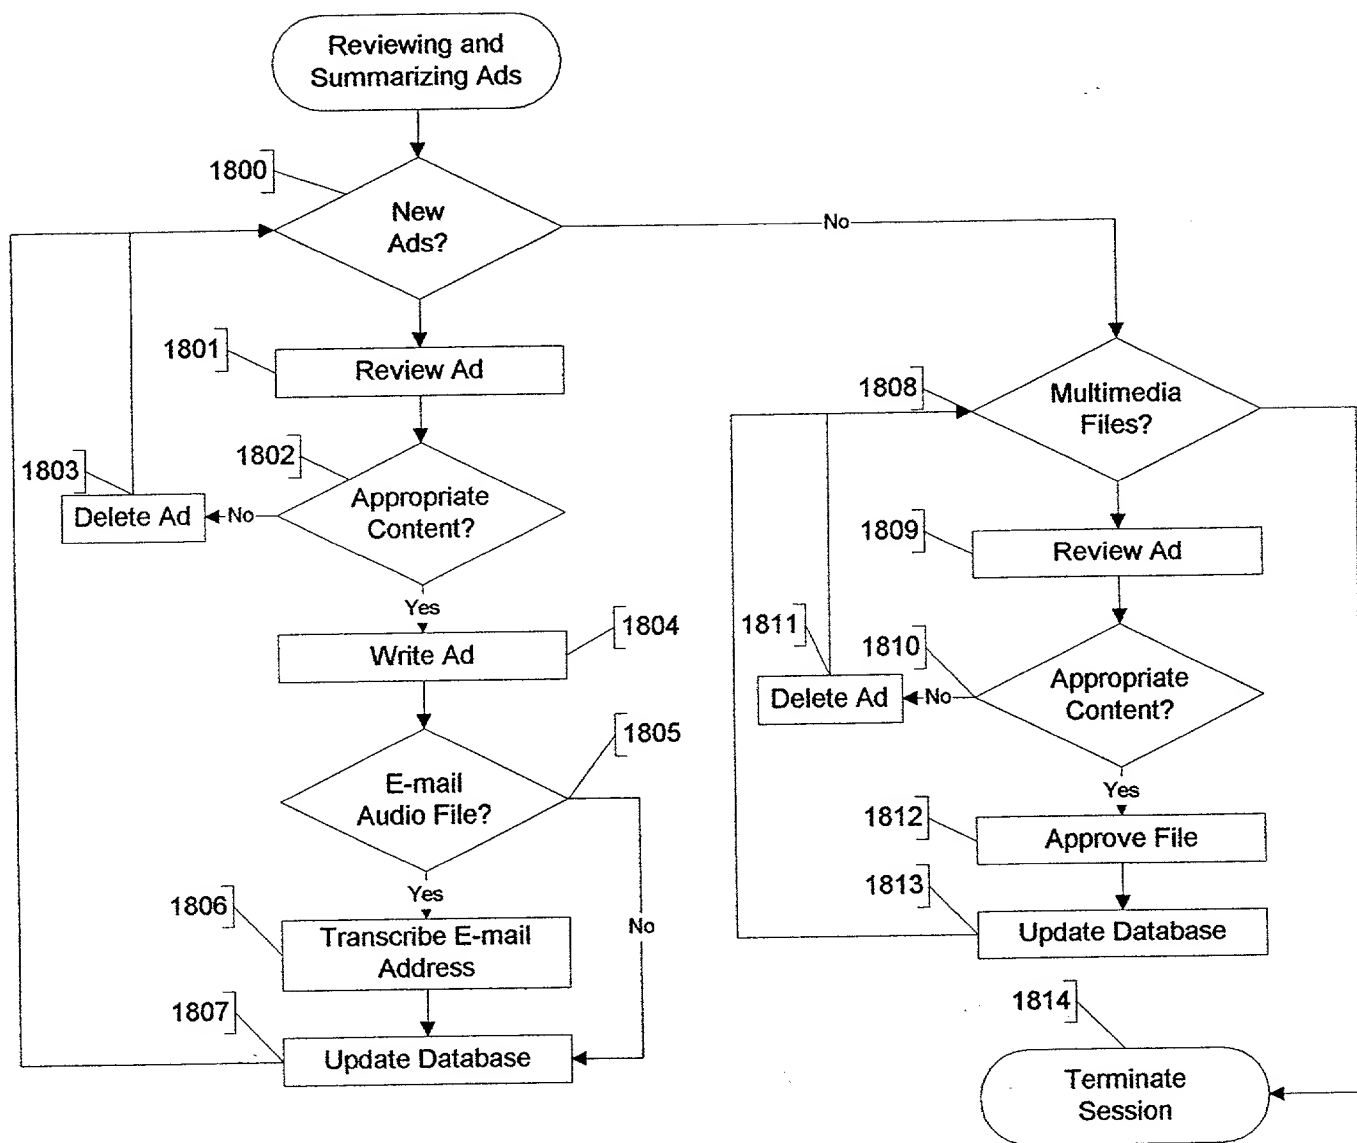 Reviewing and
Summarizing Ads
1800
New
Ads?
No
1801
Review Ad
1802
Appropriate
Content?
No
1803
Delete Ad
Yes
1804
Write Ad
1805
E-mail
Audio File?
Yes
No
1806
Transcribe E-mail
Address
1807
Update Database
1808
Multimedia
Files?
1809
Review Ad
1810
Appropriate
Content?
No
1811
Delete Ad
Yes
1812
Approve File
1813
Update Database
1814
Terminate
Session